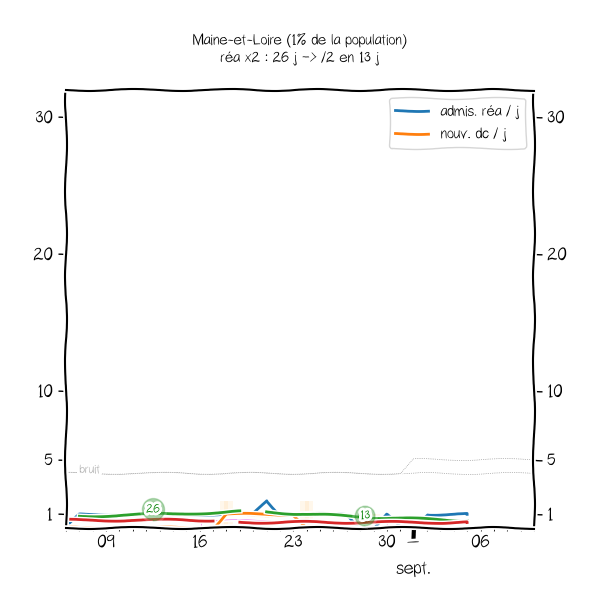 Maine-et-Loire (1% de la population)
réa x2 : 26 j -> /2 en 13 j
admis. réa / j
nouv. dc / j
30 30
20 20
10 10
5 5
bruit
26
13
1 1
09 16 23 30 06
sept.